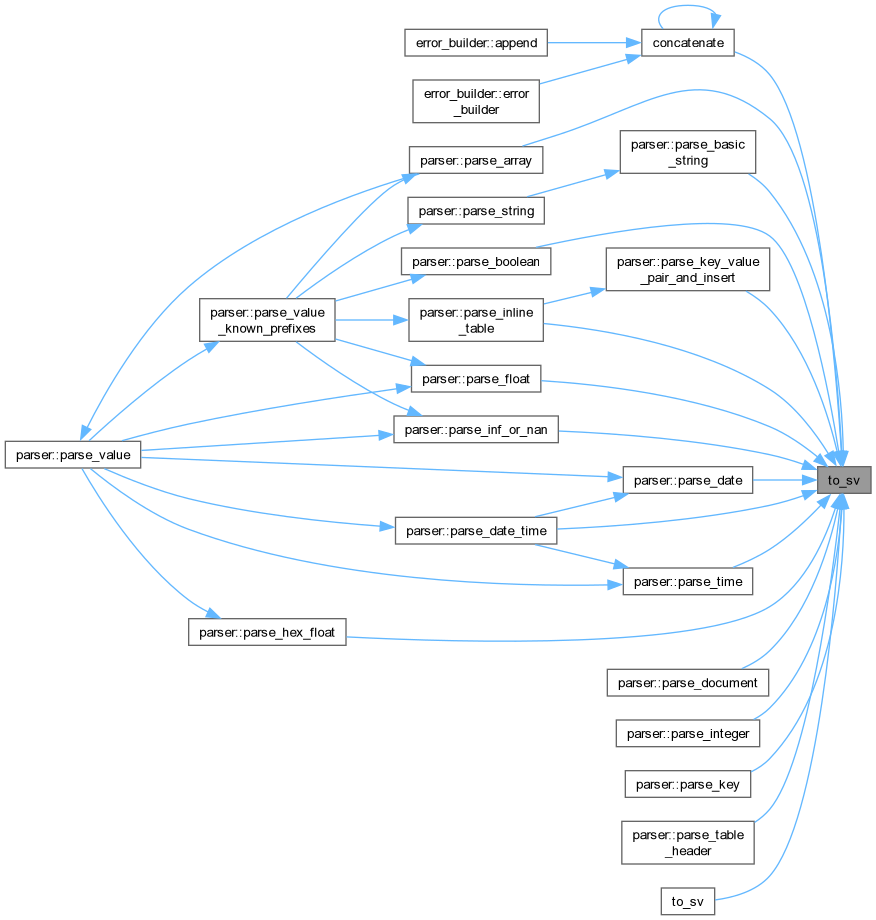 error_builder::append
concatenate
error_builder::error
_builder
parser::parse_array
parser::parse_basic
_string
parser::parse_string
parser::parse_boolean
parser::parse_key_value
_pair_and_insert
parser::parse_value
_known_prefixes
parser::parse_inline
_table
parser::parse_float
parser::parse_inf_or_nan
parser::parse_value
parser::parse_date
to_sv
parser::parse_date_time
parser::parse_time
parser::parse_hex_float
parser::parse_document
parser::parse_integer
parser::parse_key
parser::parse_table
_header
to_sv